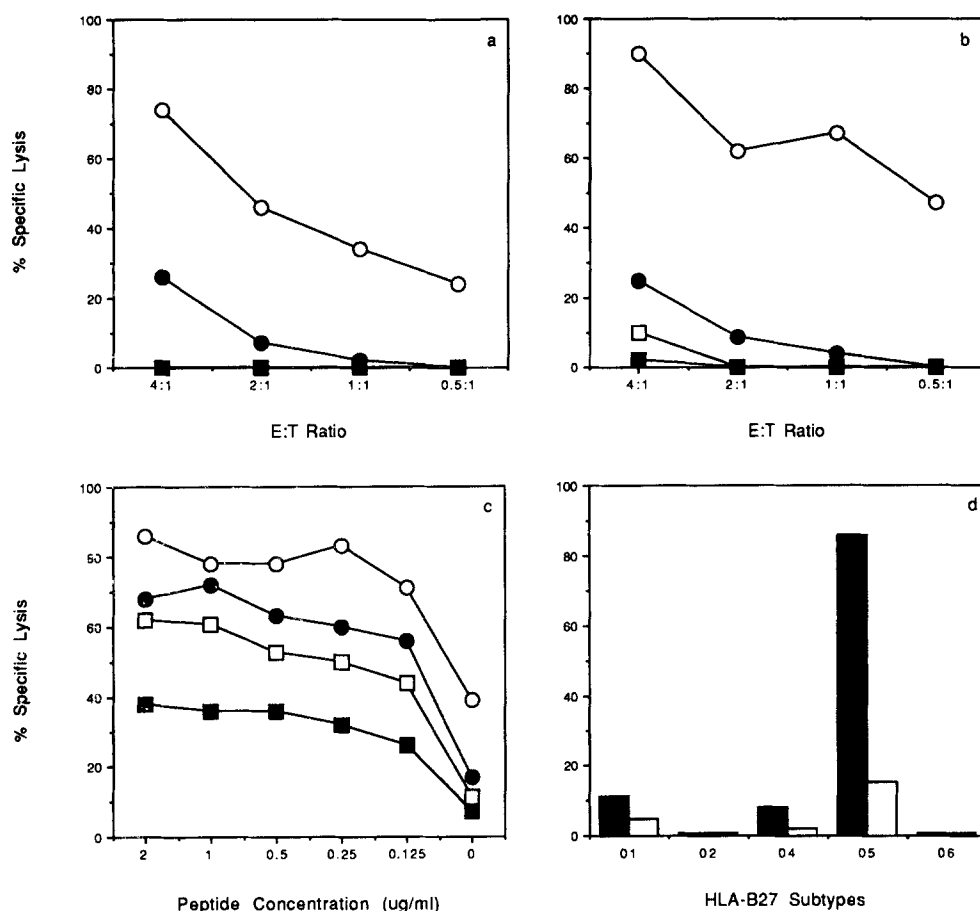 a
100
80
60
40
20
0
% Specific Lysis
4:1 2:1 1:1 0.5:1
E:T Ratio
b
100
80
60
40
20
0
4:1 2:1 1:1 0.5:1
E:T Ratio
c
100
80
60
40
20
0
% Specific Lysis
2 1 0.5 0.25 0.125 0
Peptide Concentration (ug/ml)
d
100
80
60
40
20
0
01 02 04 05 06
HLA-B27 Subtypes